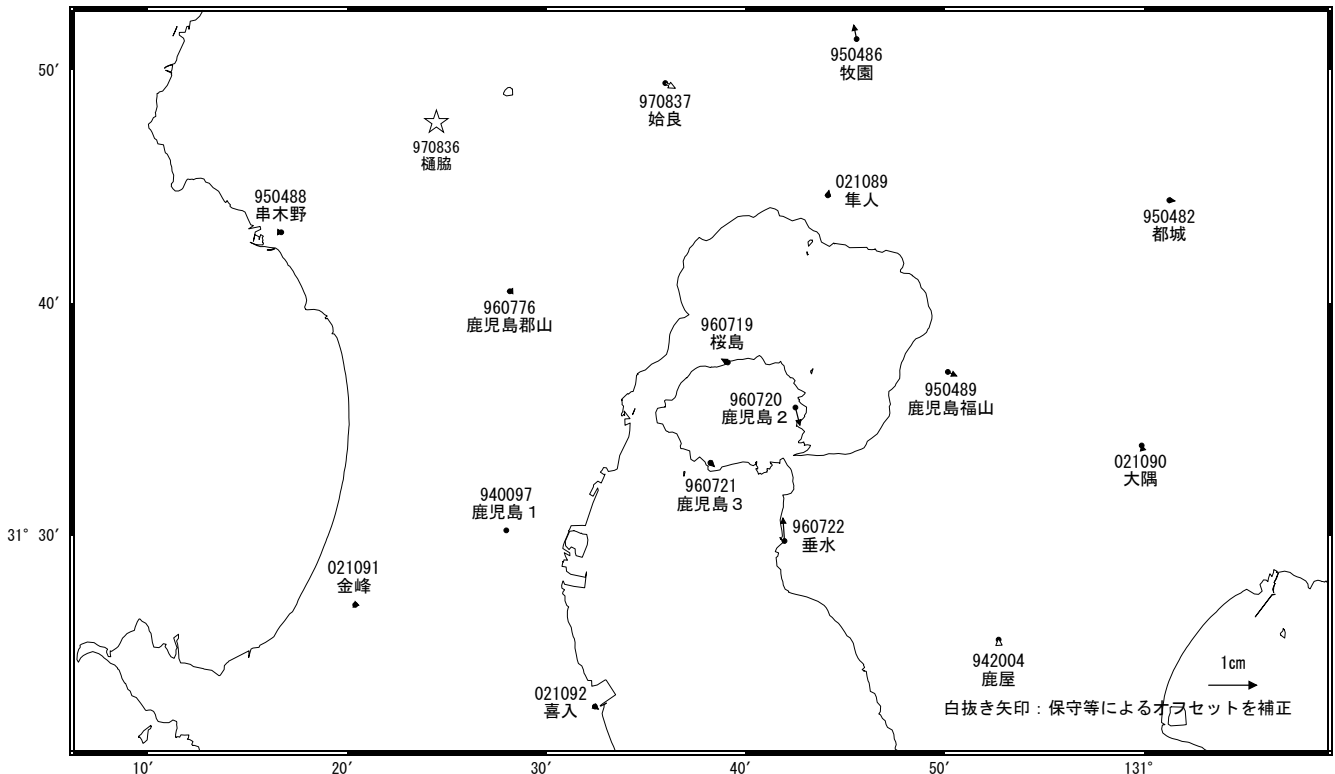 50′
40′
31° 30′
10′
20′
30′
40′
50′
131°
950486
牧園
970837
姶良
970836
樋脇
021089
隼人
950488
串木野
950482
都城
960776
鹿児島郡山
960719
桜島
960720
鹿児島２
950489
鹿児島福山
021090
大隅
960721
鹿児島３
940097
鹿児島１
960722
垂水
021091
金峰
942004
鹿屋
021092
喜入
1cm
白抜き矢印：保守等によるオフセットを補正